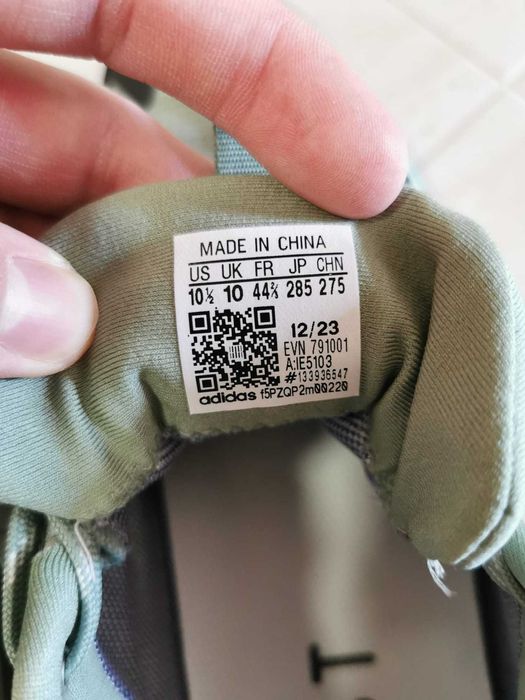 MADE IN CHINA
US UK FR JP CHN
10½ 10 44⅔ 285 275
12/23
EVN 791001
A:IE5103
#133936547
adidas f5PZQP2m00220
T